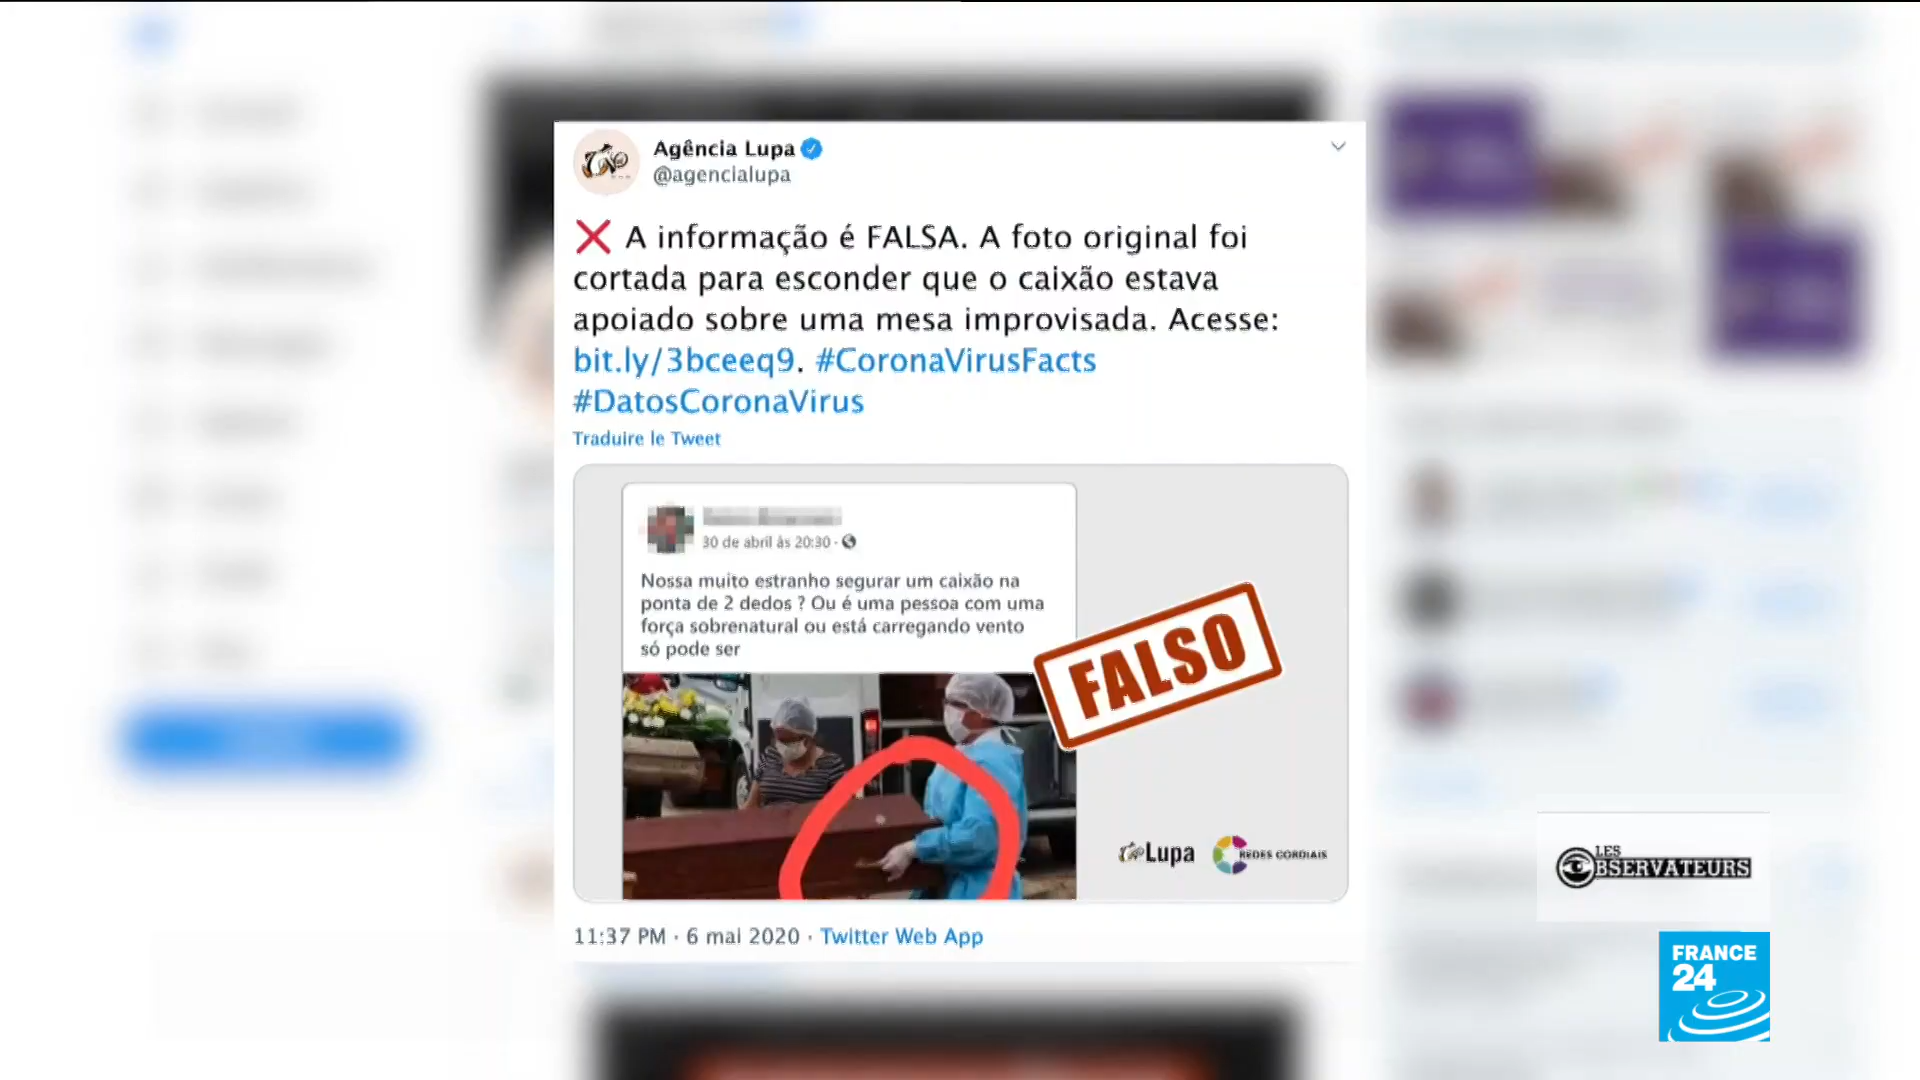 Agência Lupa
@agencialupa
❌ A informação é FALSA. A foto original foi
cortada para esconder que o caixão estava
apoiado sobre uma mesa improvisada. Acesse:
bit.ly/3bceeq9. #CoronaVirusFacts
#DatosCoronaVirus
Traduire le Tweet
30 de abril às 20:30 ·
Nossa muito estranho segurar um caixão na
ponta de 2 dedos ? Ou é uma pessoa com uma
força sobrenatural ou está carregando vento
só pode ser
FALSO
Lupa
REDES CORDIAIS
11:37 PM · 6 mai 2020 · Twitter Web App
LES
OBSERVATEURS
FRANCE
24